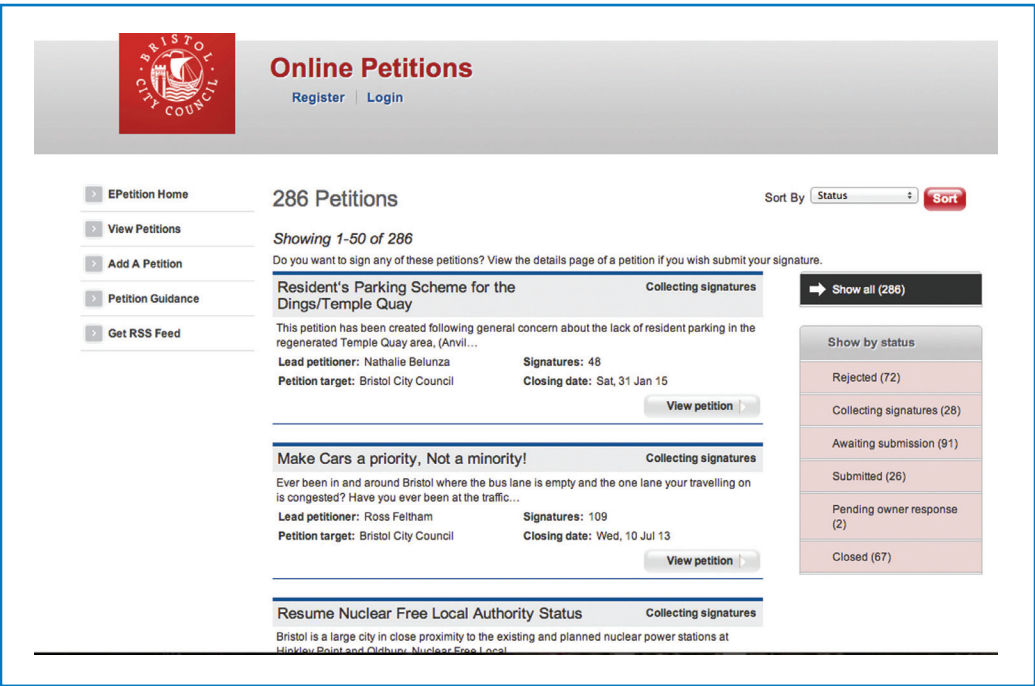 BRISTOL
CITY COUNCIL
Online Petitions
Register
Login
EPetition Home
View Petitions
Add A Petition
Petition Guidance
Get RSS Feed
286 Petitions
Sort By Status Sort
Showing 1-50 of 286
Do you want to sign any of these petitions? View the details page of a petition if you wish submit your signature.
Resident's Parking Scheme for the
Dings/Temple Quay
Collecting signatures
This petition has been created following general concern about the lack of resident parking in the
regenerated Temple Quay area, (Anvil...
Lead petitioner: Nathalie Belunza Signatures: 48
Petition target: Bristol City Council Closing date: Sat, 31 Jan 15
View petition
Make Cars a priority, Not a minority! Collecting signatures
Ever been in and around Bristol where the bus lane is empty and the one lane your travelling on
is congested? Have you ever been at the traffic...
Lead petitioner: Ross Feltham Signatures: 109
Petition target: Bristol City Council Closing date: Wed, 10 Jul 13
View petition
Resume Nuclear Free Local Authority Status Collecting signatures
Bristol is a large city in close proximity to the existing and planned nuclear power stations at
Hinkley Point and Oldbury. Nuclear Free Local
Show all (286)
Show by status
Rejected (72)
Collecting signatures (28)
Awaiting submission (91)
Submitted (26)
Pending owner response
(2)
Closed (67)